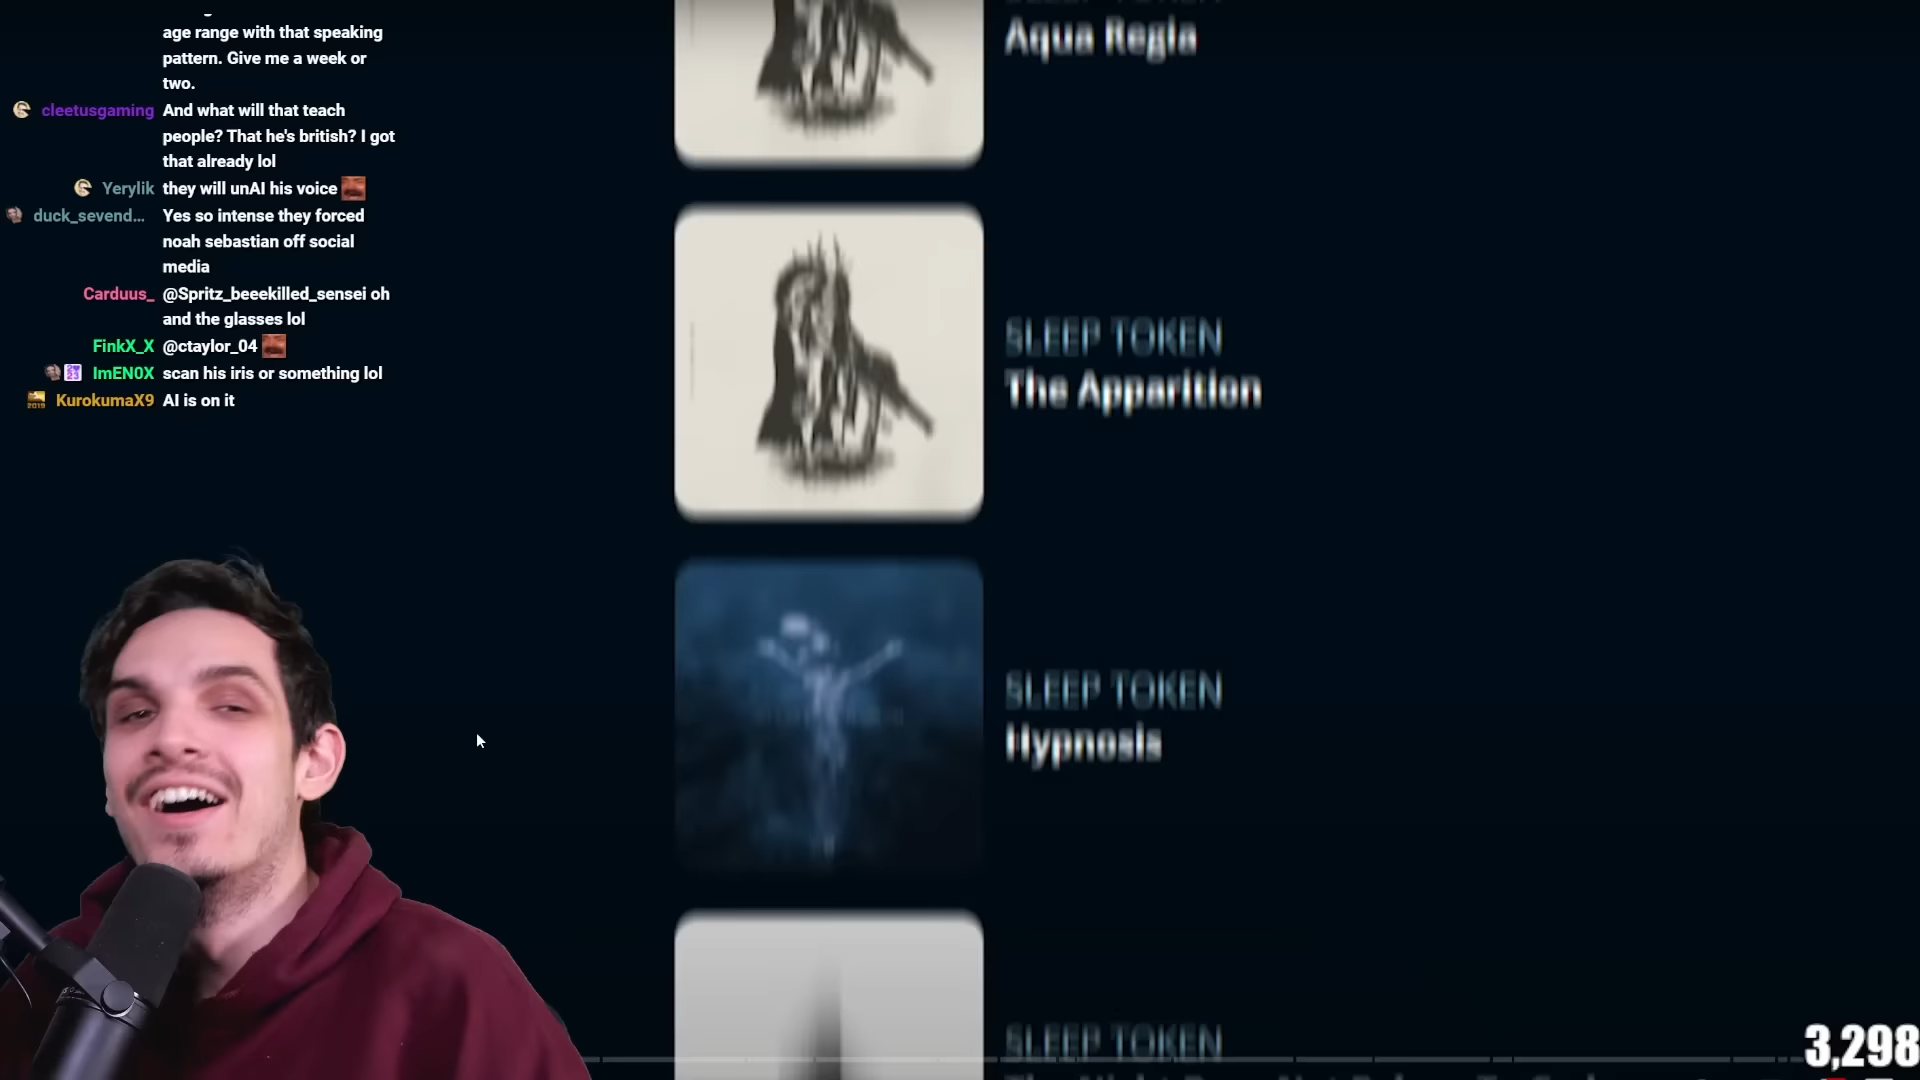 age range with that speaking
pattern. Give me a week or
two.
cleetusgaming And what will that teach
people? That he's british? I got
that already lol
Yerylik they will unAI his voice
duck_sevend... Yes so intense they forced
noah sebastian off social
media
Carduus_ @Spritz_beeekilled_sensei oh
and the glasses lol
FinkX_X @ctaylor_04
ImEN0X scan his iris or something lol
KurokumaX9 AI is on it
Aqua Regia
SLEEP TOKEN
The Apparition
SLEEP TOKEN
Hypnosis
SLEEP TOKEN
3,298